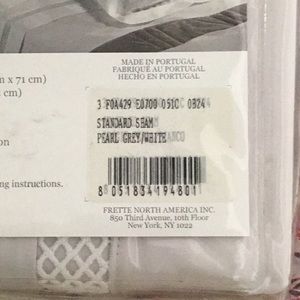 MADE IN PORTUGAL
FABRIQUÉ AU PORTUGAL
HECHO EN PORTUGAL
m x 71 cm)
cm)
3 F0A429 E0700 051C 0B24
STANDARD SHAM
PEARL GREY/WHITE
on
ng instructions.
8 051834 194801
FRETTE NORTH AMERICA INC.
850 Third Avenue, 10th Floor
New York, NY 1022